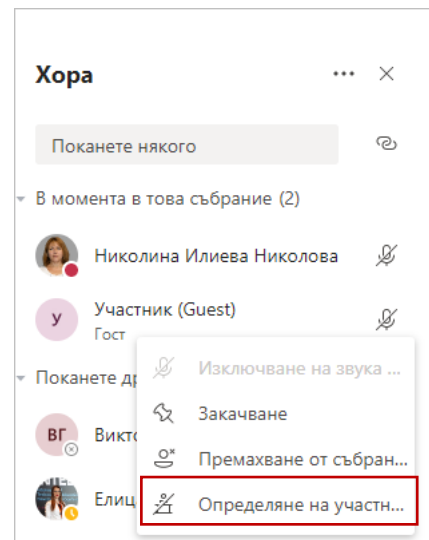 Хора
Поканете някого
В момента в това събрание (2)
Николина Илиева Николова
У
Участник (Guest)
Гост
Изключване на звука ...
Поканете др
Закачване
ВГ
Викто
Премахване от събран...
Елиц
Определяне на участн...